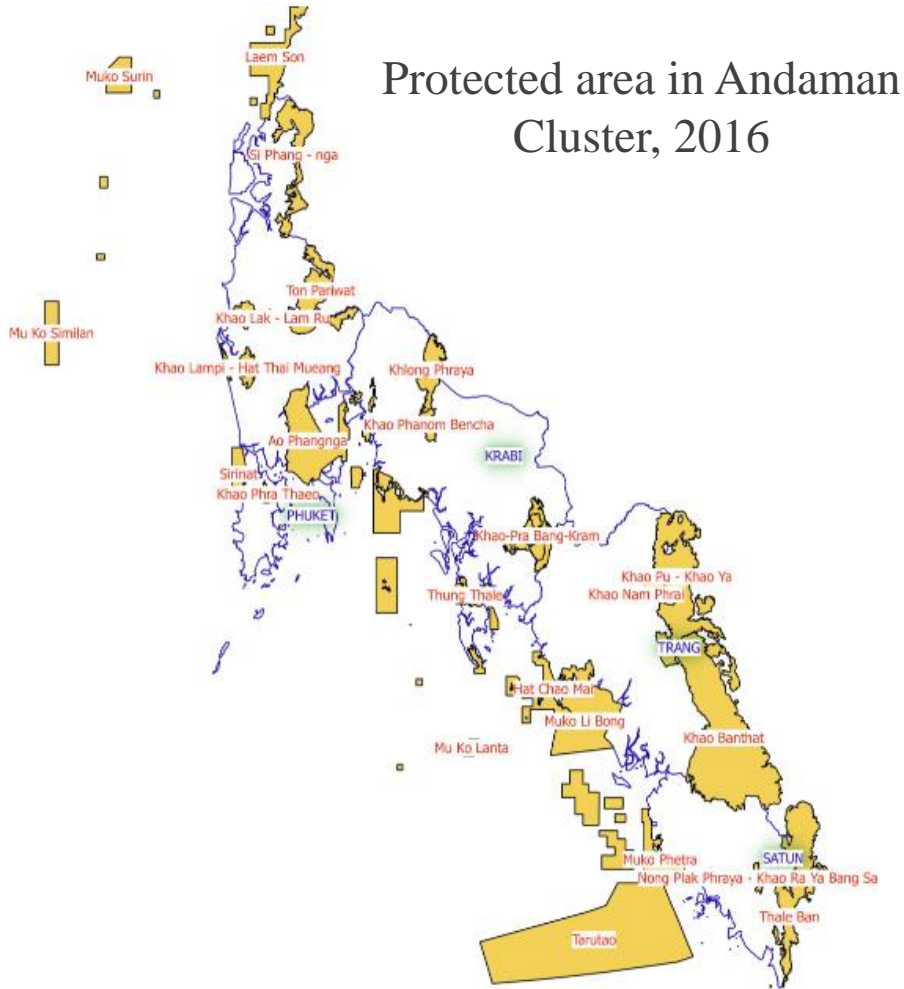 Protected area in Andaman
Cluster, 2016
Laem Son
Muko Surin
Si Phang - nga
Ton Pariwat
Khao Lak - Lam Ru
Mu Ko Similan
Khao Lampi - Hat Thai Mueang
Khlong Phraya
Khao Phanom Bencha
Ao Phangnga
KRABI
Sirinat
Khao Phra Thaeo
PHUKET
Khao-Pra Bang-Kram
Khao Pu - Khao Ya
Khao Nam Phrai
Thung Thale
TRANG
Hat Chao Mai
Muko Li Bong
Khao Banthat
Mu Ko Lanta
Muko Phetra
SATUN
Nong Plak Phraya - Khao Ra Ya Bang Sa
Thale Ban
Tarutao